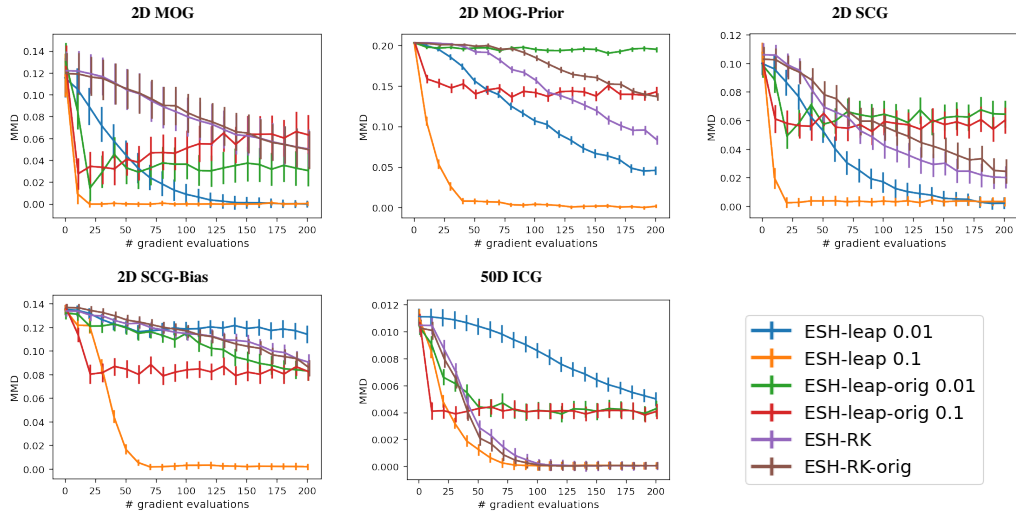 2D MOG
MMD
0.14
0.12
0.10
0.08
0.06
0.04
0.02
0.00
0 25 50 75 100 125 150 175 200
# gradient evaluations
2D MOG-Prior
MMD
0.20
0.15
0.10
0.05
0.00
0 25 50 75 100 125 150 175 200
# gradient evaluations
2D SCG
MMD
0.12
0.10
0.08
0.06
0.04
0.02
0.00
0 25 50 75 100 125 150 175 200
# gradient evaluations
2D SCG-Bias
MMD
0.14
0.12
0.10
0.08
0.06
0.04
0.02
0.00
0 25 50 75 100 125 150 175 200
# gradient evaluations
50D ICG
MMD
0.012
0.010
0.008
0.006
0.004
0.002
0.000
0 25 50 75 100 125 150 175 200
# gradient evaluations
ESH-leap 0.01
ESH-leap 0.1
ESH-leap-orig 0.01
ESH-leap-orig 0.1
ESH-RK
ESH-RK-orig